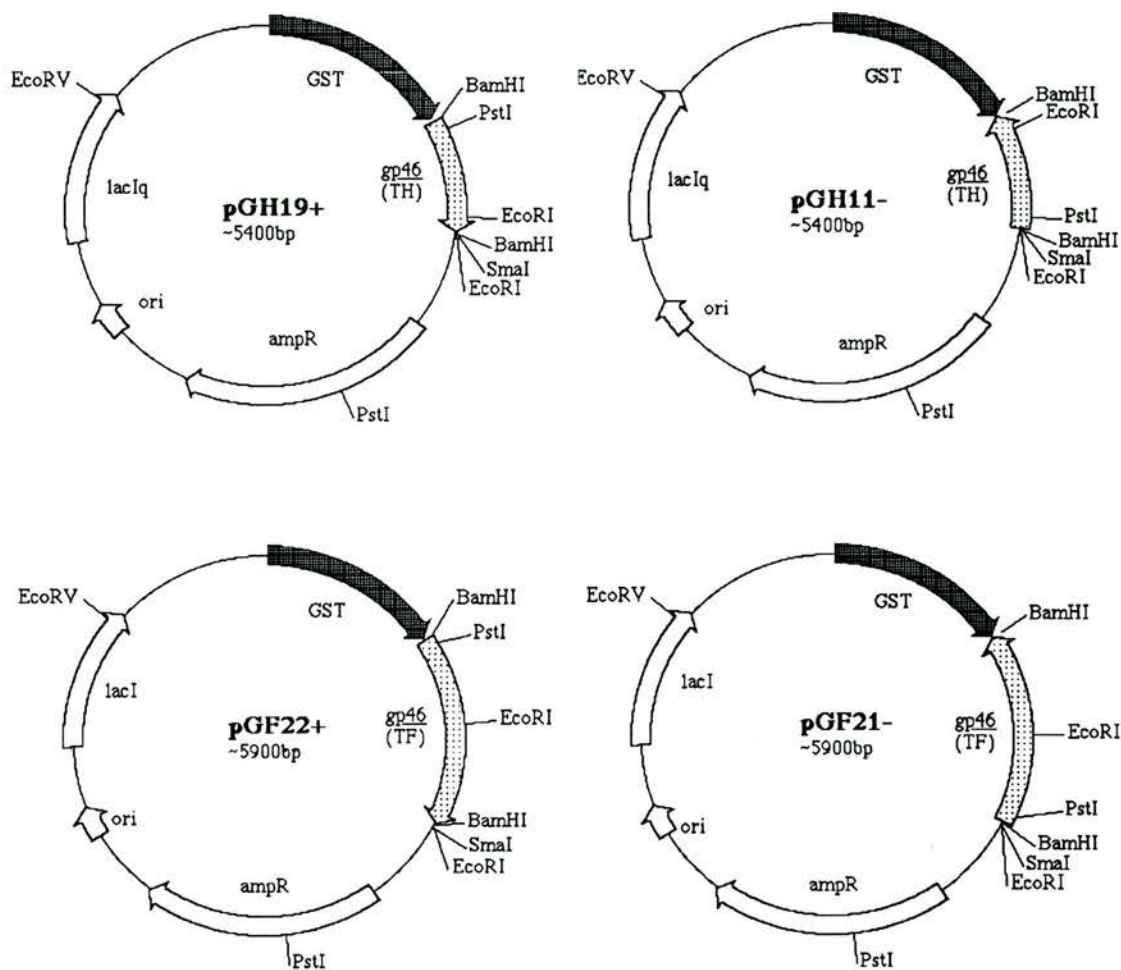 EcoRV
GST
BamHI
PstI
lacIq
gp46
(TH)
pGH19+
~5400bp
EcoRI
BamHI
SmaI
EcoRI
ori
ampR
PstI
EcoRV
GST
BamHI
EcoRI
lacIq
gp46
(TH)
pGH11-
~5400bp
PstI
BamHI
SmaI
EcoRI
ori
ampR
PstI
EcoRV
GST
BamHI
PstI
lacI
gp46
(TF)
EcoRI
pGF22+
~5900bp
BamHI
SmaI
EcoRI
ori
ampR
PstI
EcoRV
GST
BamHI
lacI
gp46
(TF)
EcoRI
pGF21-
~5900bp
PstI
BamHI
SmaI
EcoRI
ori
ampR
PstI